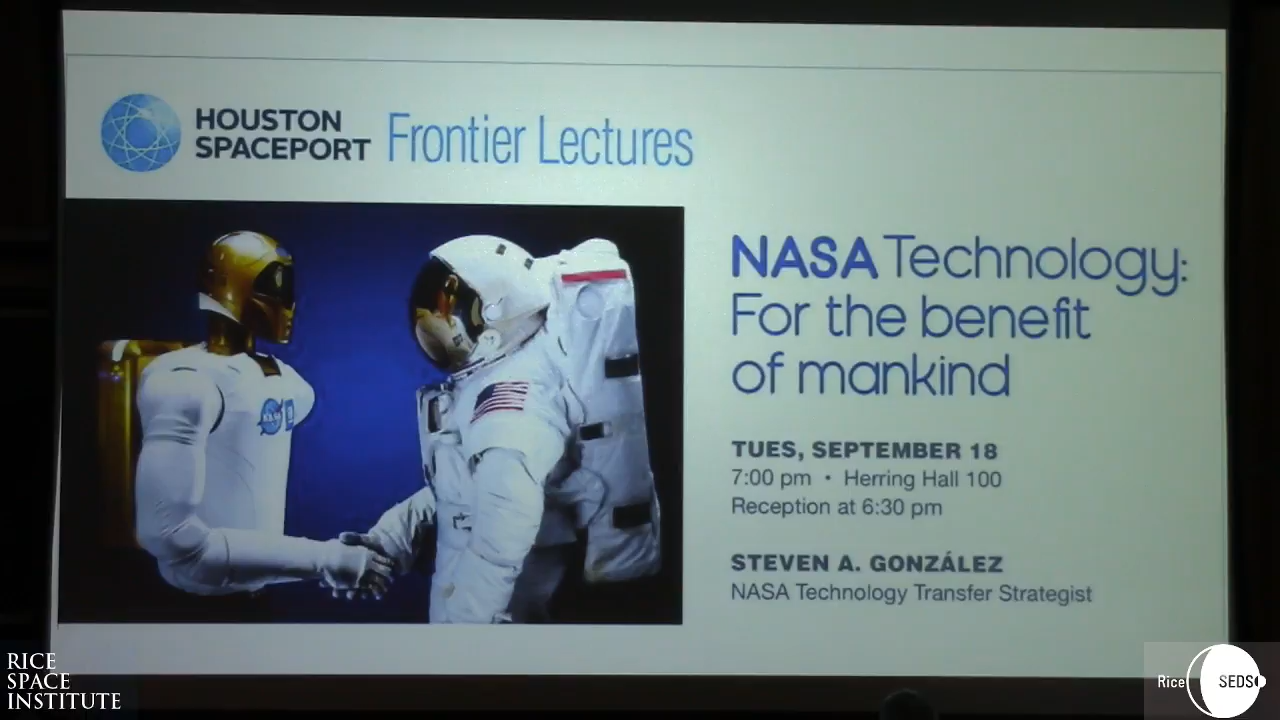 HOUSTON
SPACEPORT
Frontier Lectures
NASA Technology:
For the benefit
of mankind
TUES, SEPTEMBER 18
7:00 pm • Herring Hall 100
Reception at 6:30 pm
STEVEN A. GONZÁLEZ
NASA Technology Transfer Strategist
NASA
RICE
SPACE
INSTITUTE
Rice SEDS